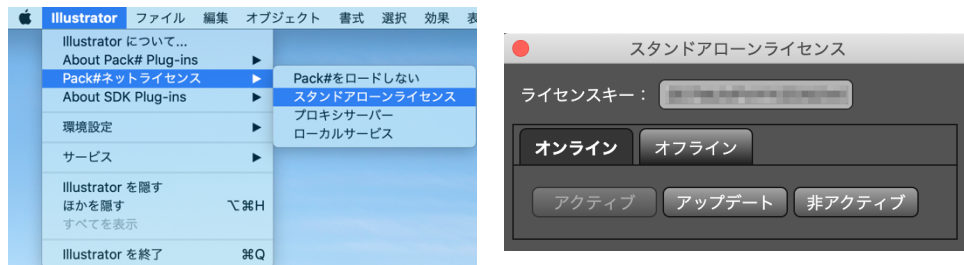 Illustrator ファイル 編集 オブジェクト 書式 選択 効果
Illustrator について...
About Pack# Plug-ins
Pack#ネットライセンス
About SDK Plug-ins
環境設定
サービス
Illustrator を隠す
ほかを隠す ⌥⌘H
すべてを表示
Illustrator を終了 ⌘Q
Pack#をロードしない
スタンドアローンライセンス
プロキシサーバー
ローカルサービス
スタンドアローンライセンス
ライセンスキー：
オンライン オフライン
アクティブ アップデート 非アクティブ